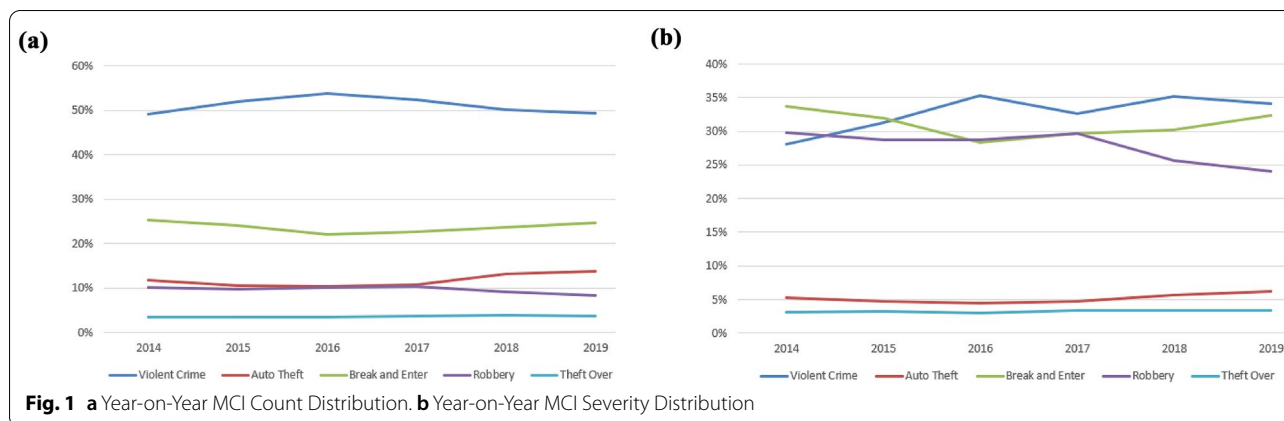 (a)
60%
50%
40%
30%
20%
10%
0%
2014 2015 2016 2017 2018 2019
Violent Crime Auto Theft Break and Enter Robbery Theft Over
(b)
40%
35%
30%
25%
20%
15%
10%
5%
0%
2014 2015 2016 2017 2018 2019
Violent Crime Auto Theft Break and Enter Robbery Theft Over
Fig. 1 a Year-on-Year MCI Count Distribution. b Year-on-Year MCI Severity Distribution